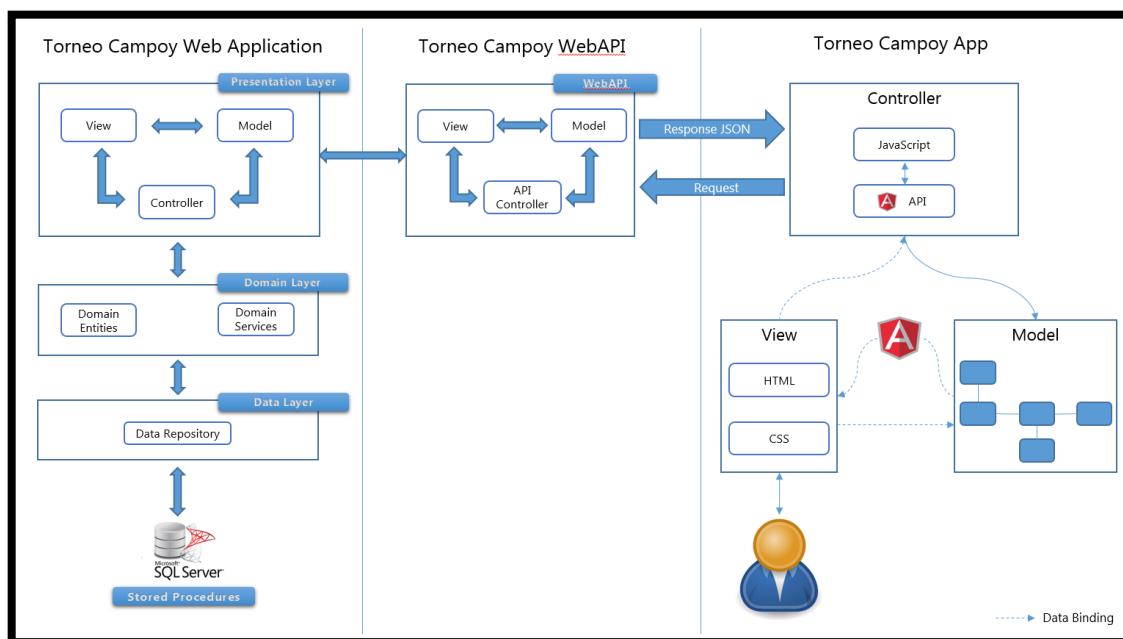 Torneo Campoy Web Application
Torneo Campoy WebAPI
Torneo Campoy App
Presentation Layer
View
Model
Controller
Domain Layer
Domain
Entities
Domain
Services
Data Layer
Data Repository
Microsoft
SQL Server
Stored Procedures
WebAPI
View
Model
API
Controller
Response JSON
Request
Controller
JavaScript
API
View
HTML
CSS
Model
Data Binding